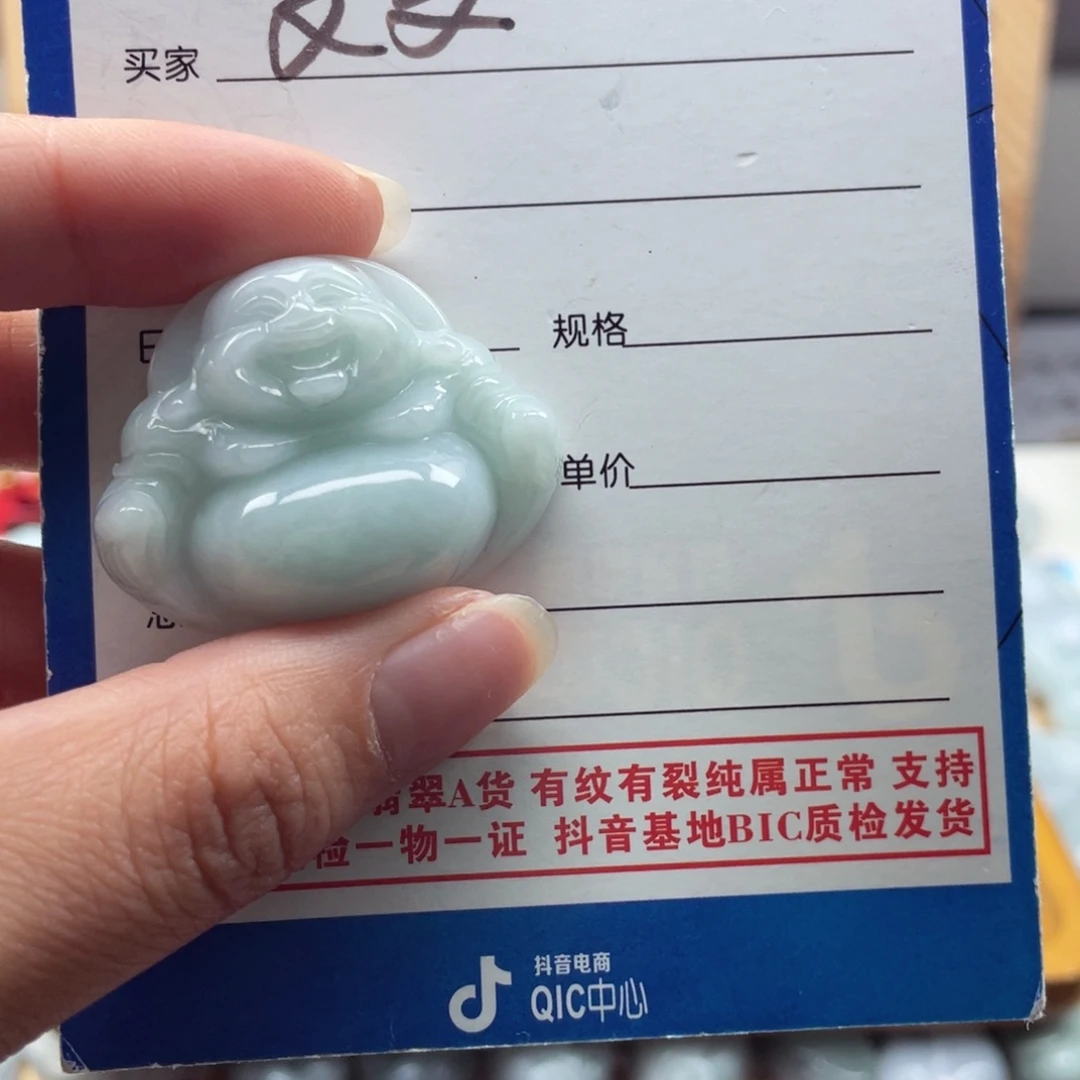 买家
规格
单价
翡翠A货 有纹有裂纯属正常 支持
检一物一证 抖音基地BIC质检发货
抖音电商
QIC中心